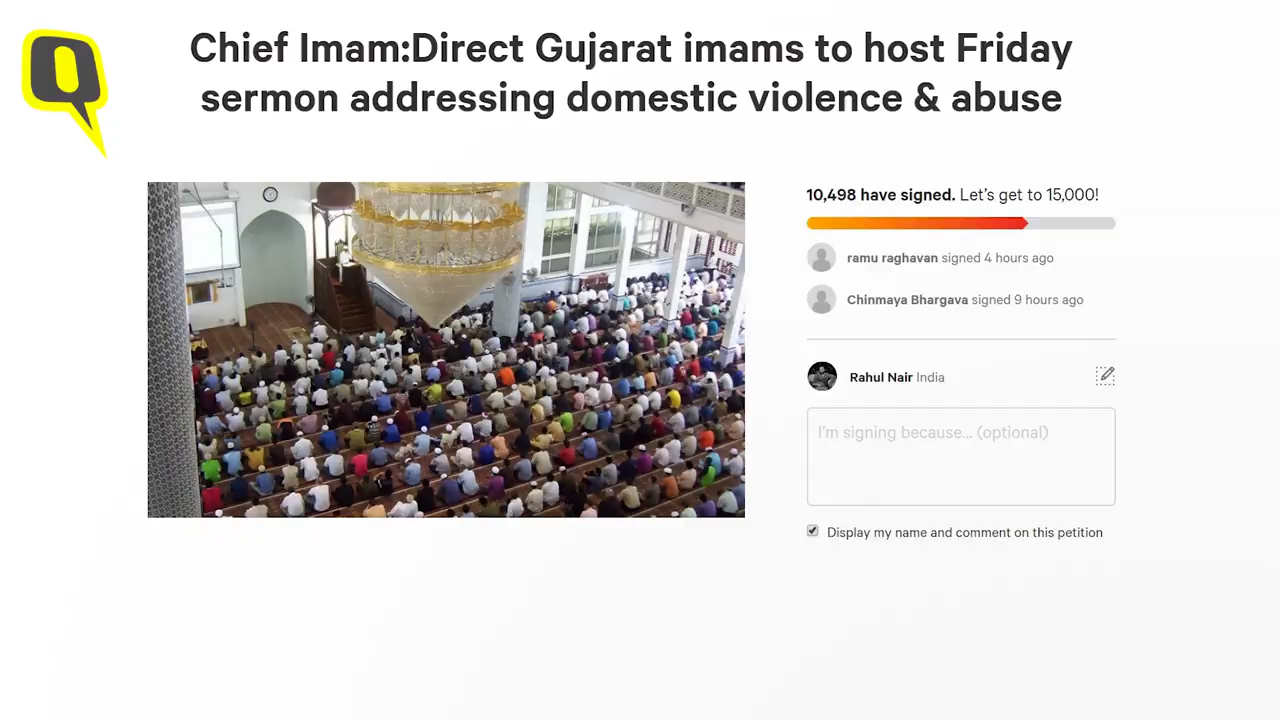 Chief Imam:Direct Gujarat imams to host Friday
sermon addressing domestic violence & abuse
10,498 have signed. Let's get to 15,000!
ramu raghavan signed 4 hours ago
Chinmaya Bhargava signed 9 hours ago
Rahul Nair India
I'm signing because... (optional)
Display my name and comment on this petition